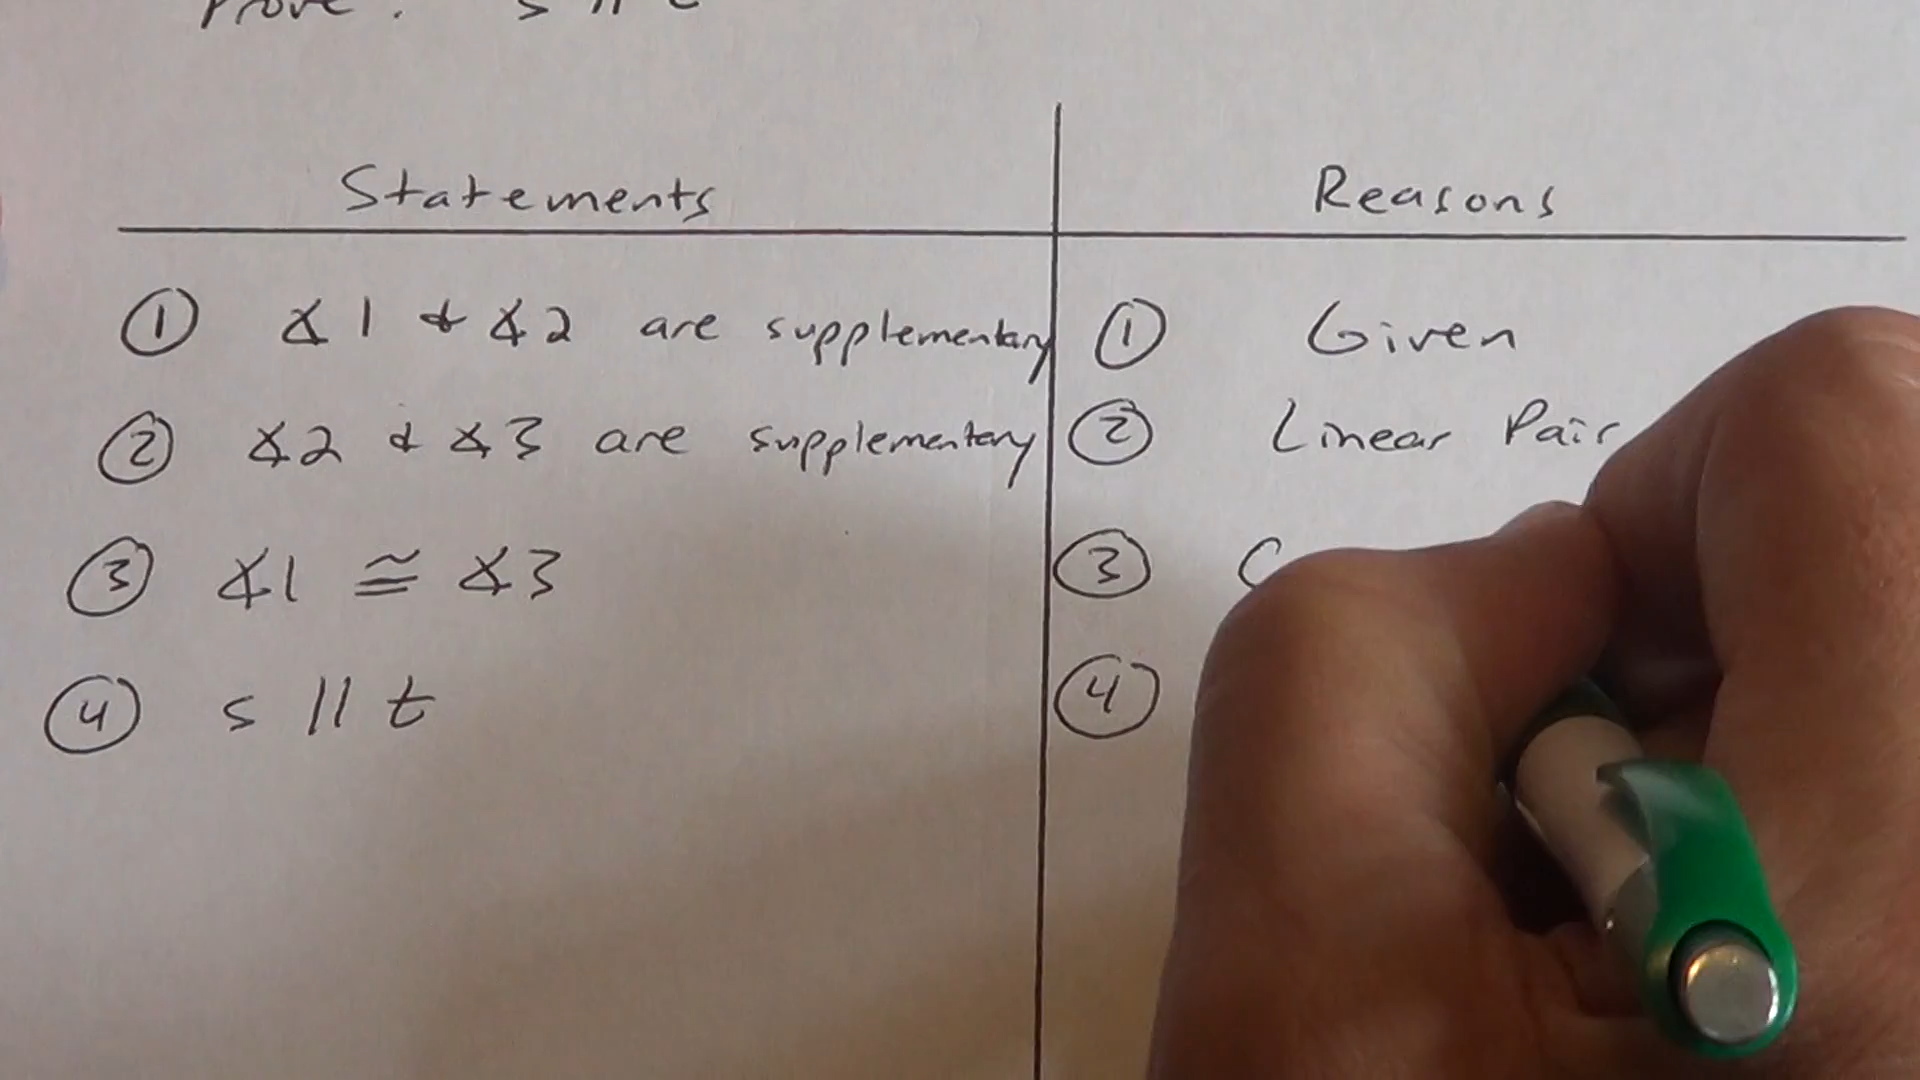 Prove : s || t
Statements Reasons
① ∡1 & ∡2 are supplementary ① Given
② ∡2 & ∡3 are supplementary ② Linear Pair
③ ∡1 ≅ ∡3 ③ C
④ s || t ④